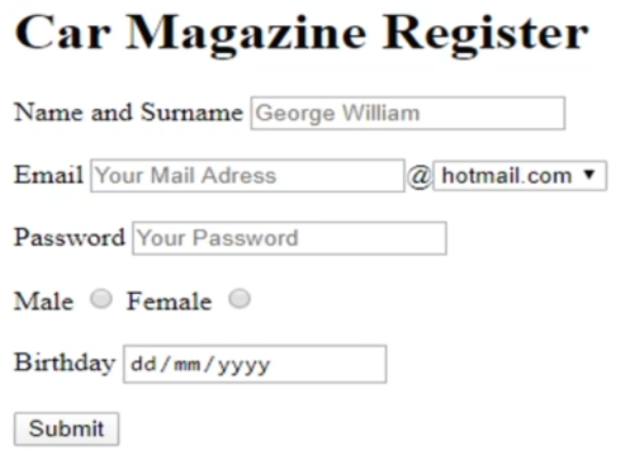 Car Magazine Register
Name and Surname George William
Email Your Mail Adress @ hotmail.com
Password Your Password
Male Female
Birthday dd/mm/yyyy
Submit